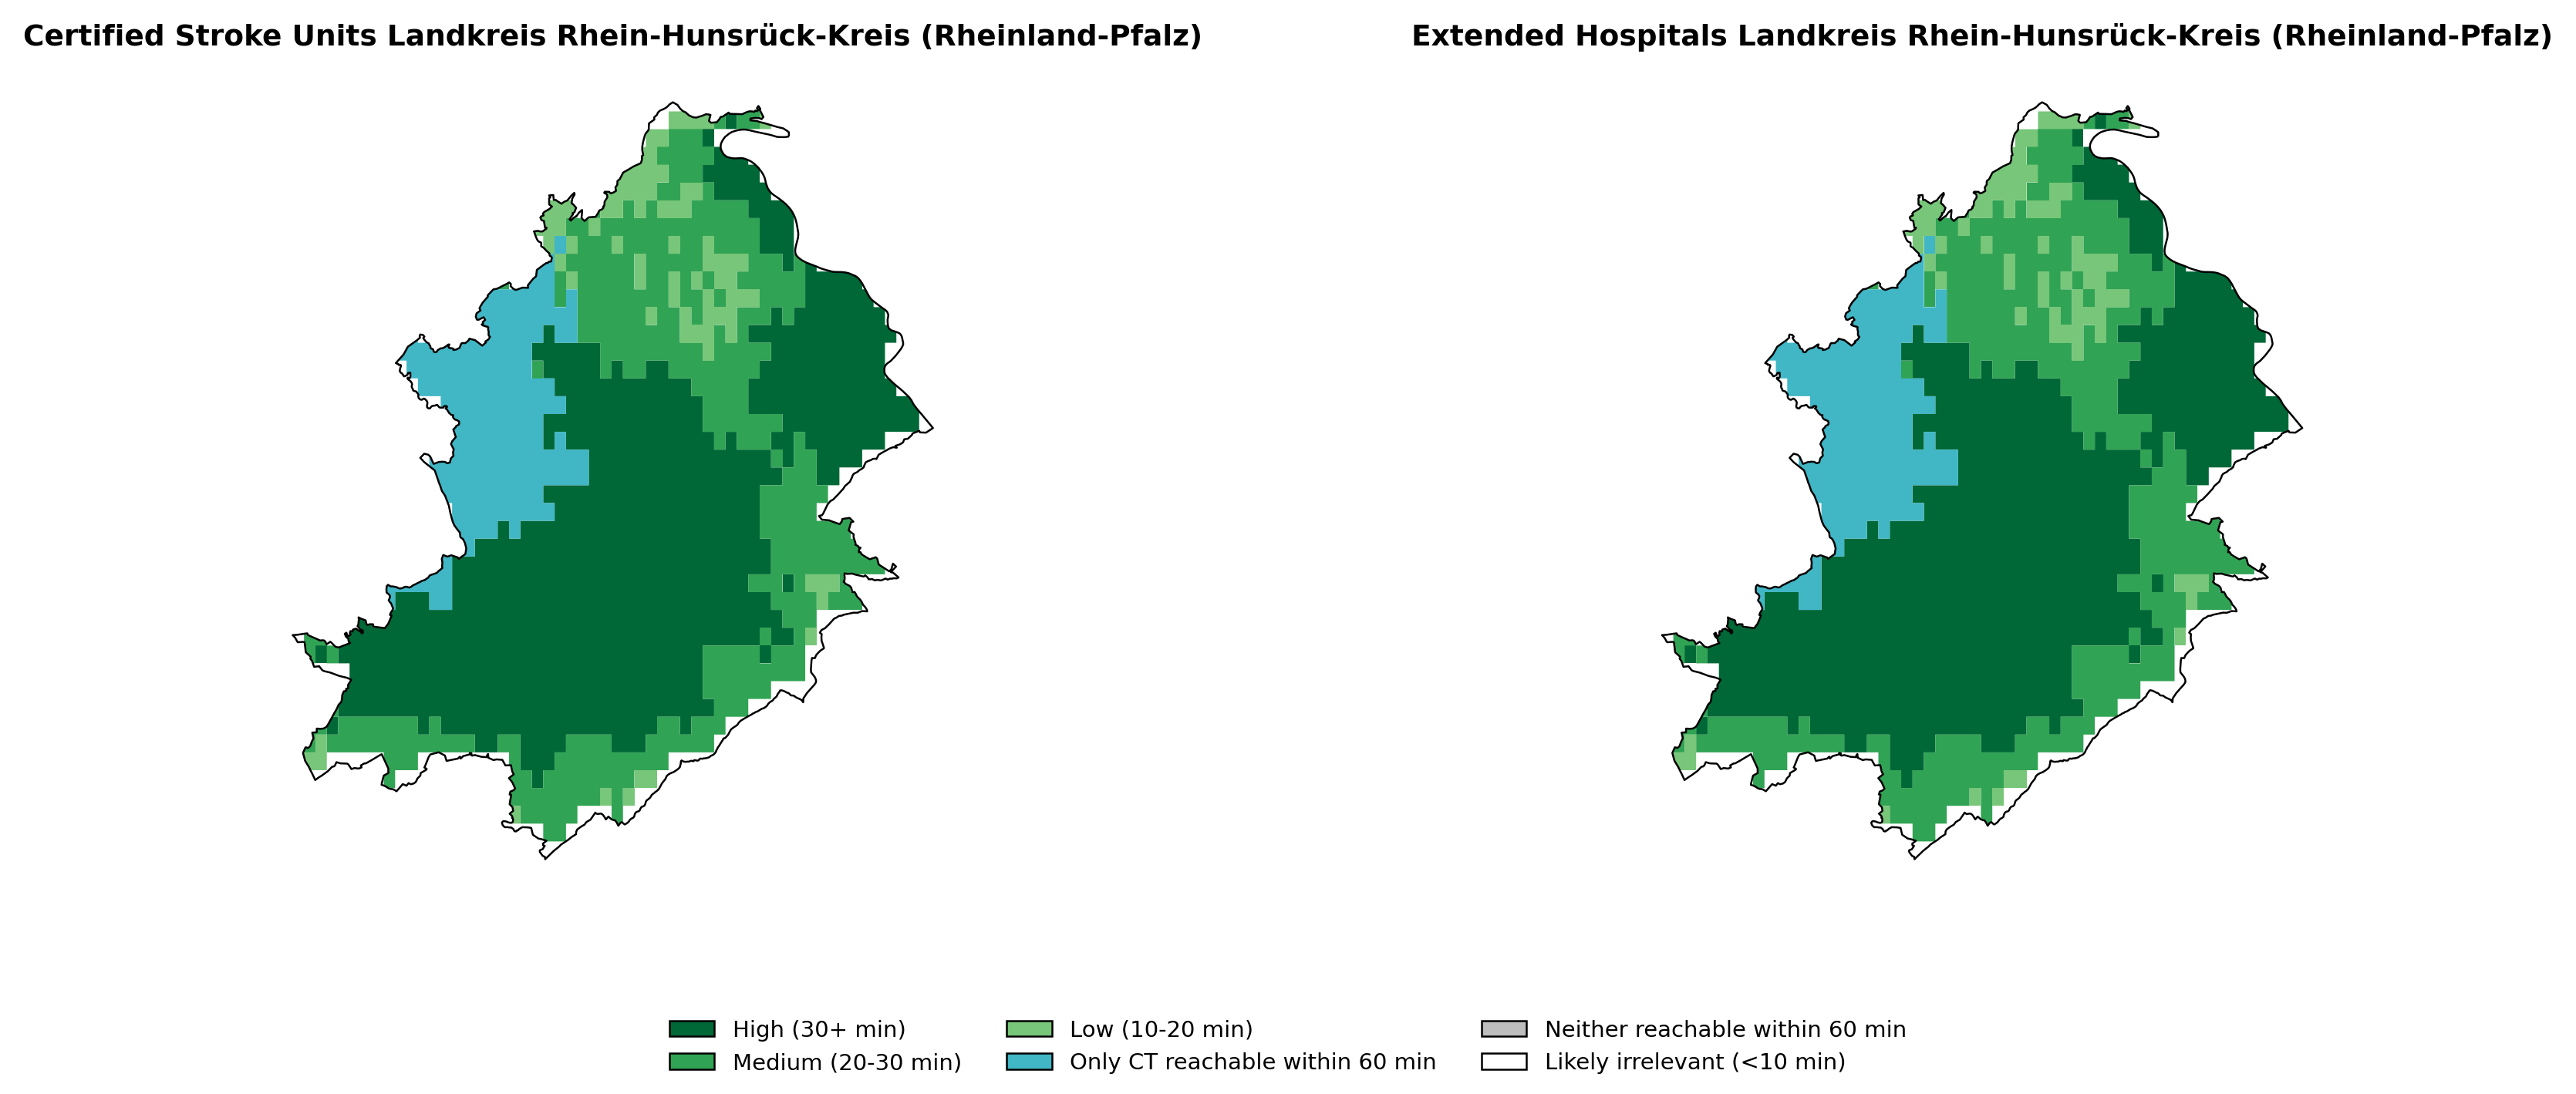 Certified Stroke Units Landkreis Rhein-Hunsrück-Kreis (Rheinland-Pfalz)
Extended Hospitals Landkreis Rhein-Hunsrück-Kreis (Rheinland-Pfalz)
High (30+ min)
Medium (20-30 min)
Low (10-20 min)
Only CT reachable within 60 min
Neither reachable within 60 min
Likely irrelevant (<10 min)